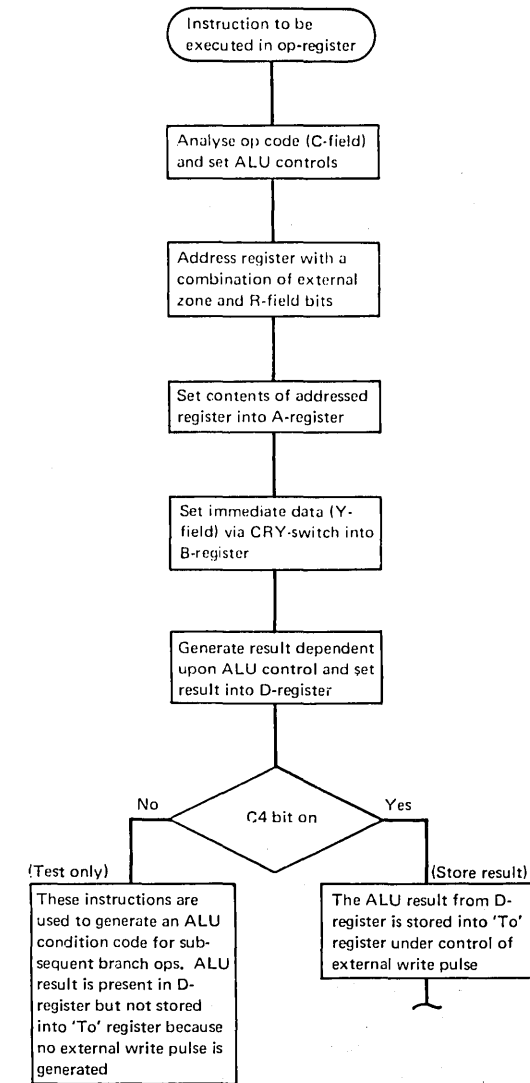 Instruction to be
executed in op-register
Analyse op code (C-field)
and set ALU controls
Address register with a
combination of external
zone and R-field bits
Set contents of addressed
register into A-register
Set immediate data (Y-
field) via CRY-switch into
B-register
Generate result dependent
upon ALU control and set
result into D-register
C4 bit on
No
Yes
(Test only)
These instructions are
used to generate an ALU
condition code for sub-
sequent branch ops. ALU
result is present in D-
register but not stored
into 'To' register because
no external write pulse is
generated
(Store result)
The ALU result from D-
register is stored into 'To'
register under control of
external write pulse